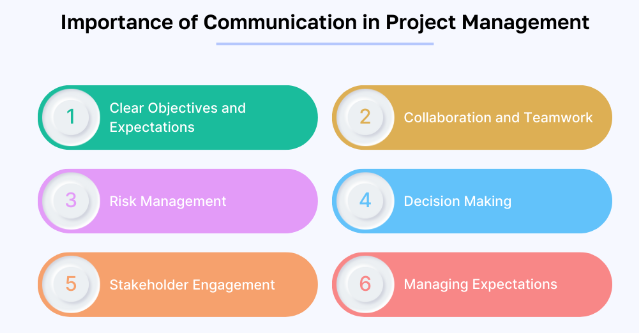 Importance of Communication in Project Management
1
Clear Objectives and
Expectations
2
Collaboration and Teamwork
3
Risk Management
4
Decision Making
5
Stakeholder Engagement
6
Managing Expectations